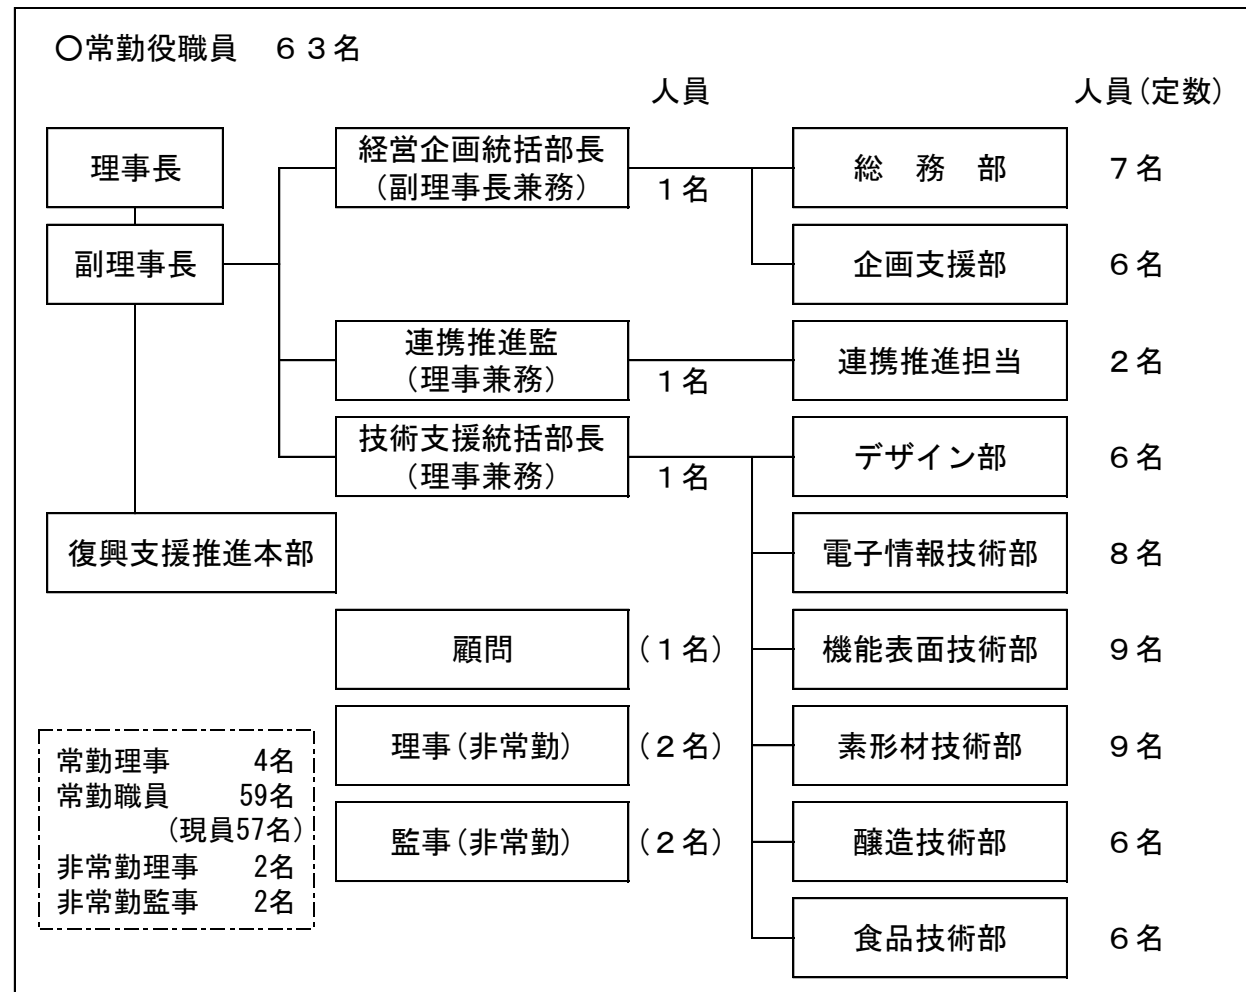 〇常勤役職員　６３名
人員　人員(定数)
理事長
経営企画統括部長
(副理事長兼務)
１名
総　務　部　７名
副理事長
企画支援部　６名
連携推進監
(理事兼務)
１名
連携推進担当　２名
技術支援統括部長
(理事兼務)
１名
デザイン部　６名
復興支援推進本部
電子情報技術部　８名
顧問　(１名)
機能表面技術部　９名
理事(非常勤)　(２名)
素形材技術部　９名
監事(非常勤)　(２名)
醸造技術部　６名
食品技術部　６名
常勤理事　4名
常勤職員　59名
(現員57名)
非常勤理事　2名
非常勤監事　2名